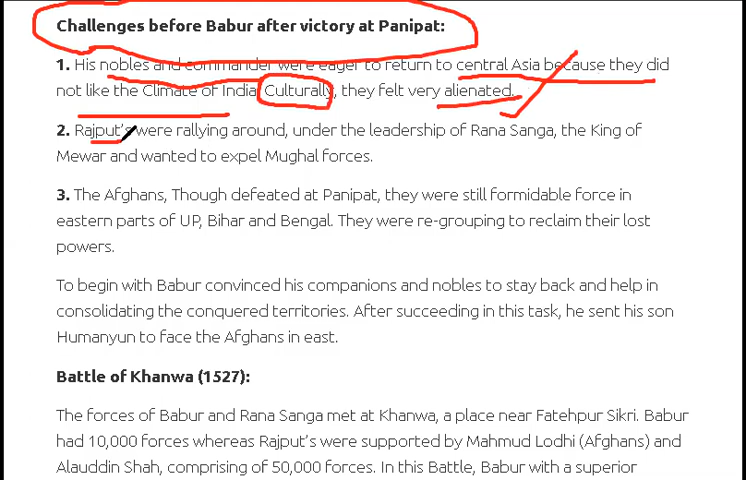 Challenges before Babur after victory at Panipat:
1. His nobles and commander were eager to return to central Asia because they did
not like the Climate of India Culturally, they felt very alienated.
2. Rajput's were rallying around, under the leadership of Rana Sanga, the King of
Mewar and wanted to expel Mughal forces.
3. The Afghans, Though defeated at Panipat, they were still formidable force in
eastern parts of UP, Bihar and Bengal. They were re-grouping to reclaim their lost
powers.
To begin with Babur convinced his companions and nobles to stay back and help in
consolidating the conquered territories. After succeeding in this task, he sent his son
Humanyun to face the Afghans in east.
Battle of Khanwa (1527):
The forces of Babur and Rana Sanga met at Khanwa, a place near Fatehpur Sikri. Babur
had 10,000 forces whereas Rajput's were supported by Mahmud Lodhi (Afghans) and
Alauddin Shah, comprising of 50,000 forces. In this Battle, Babur with a superior